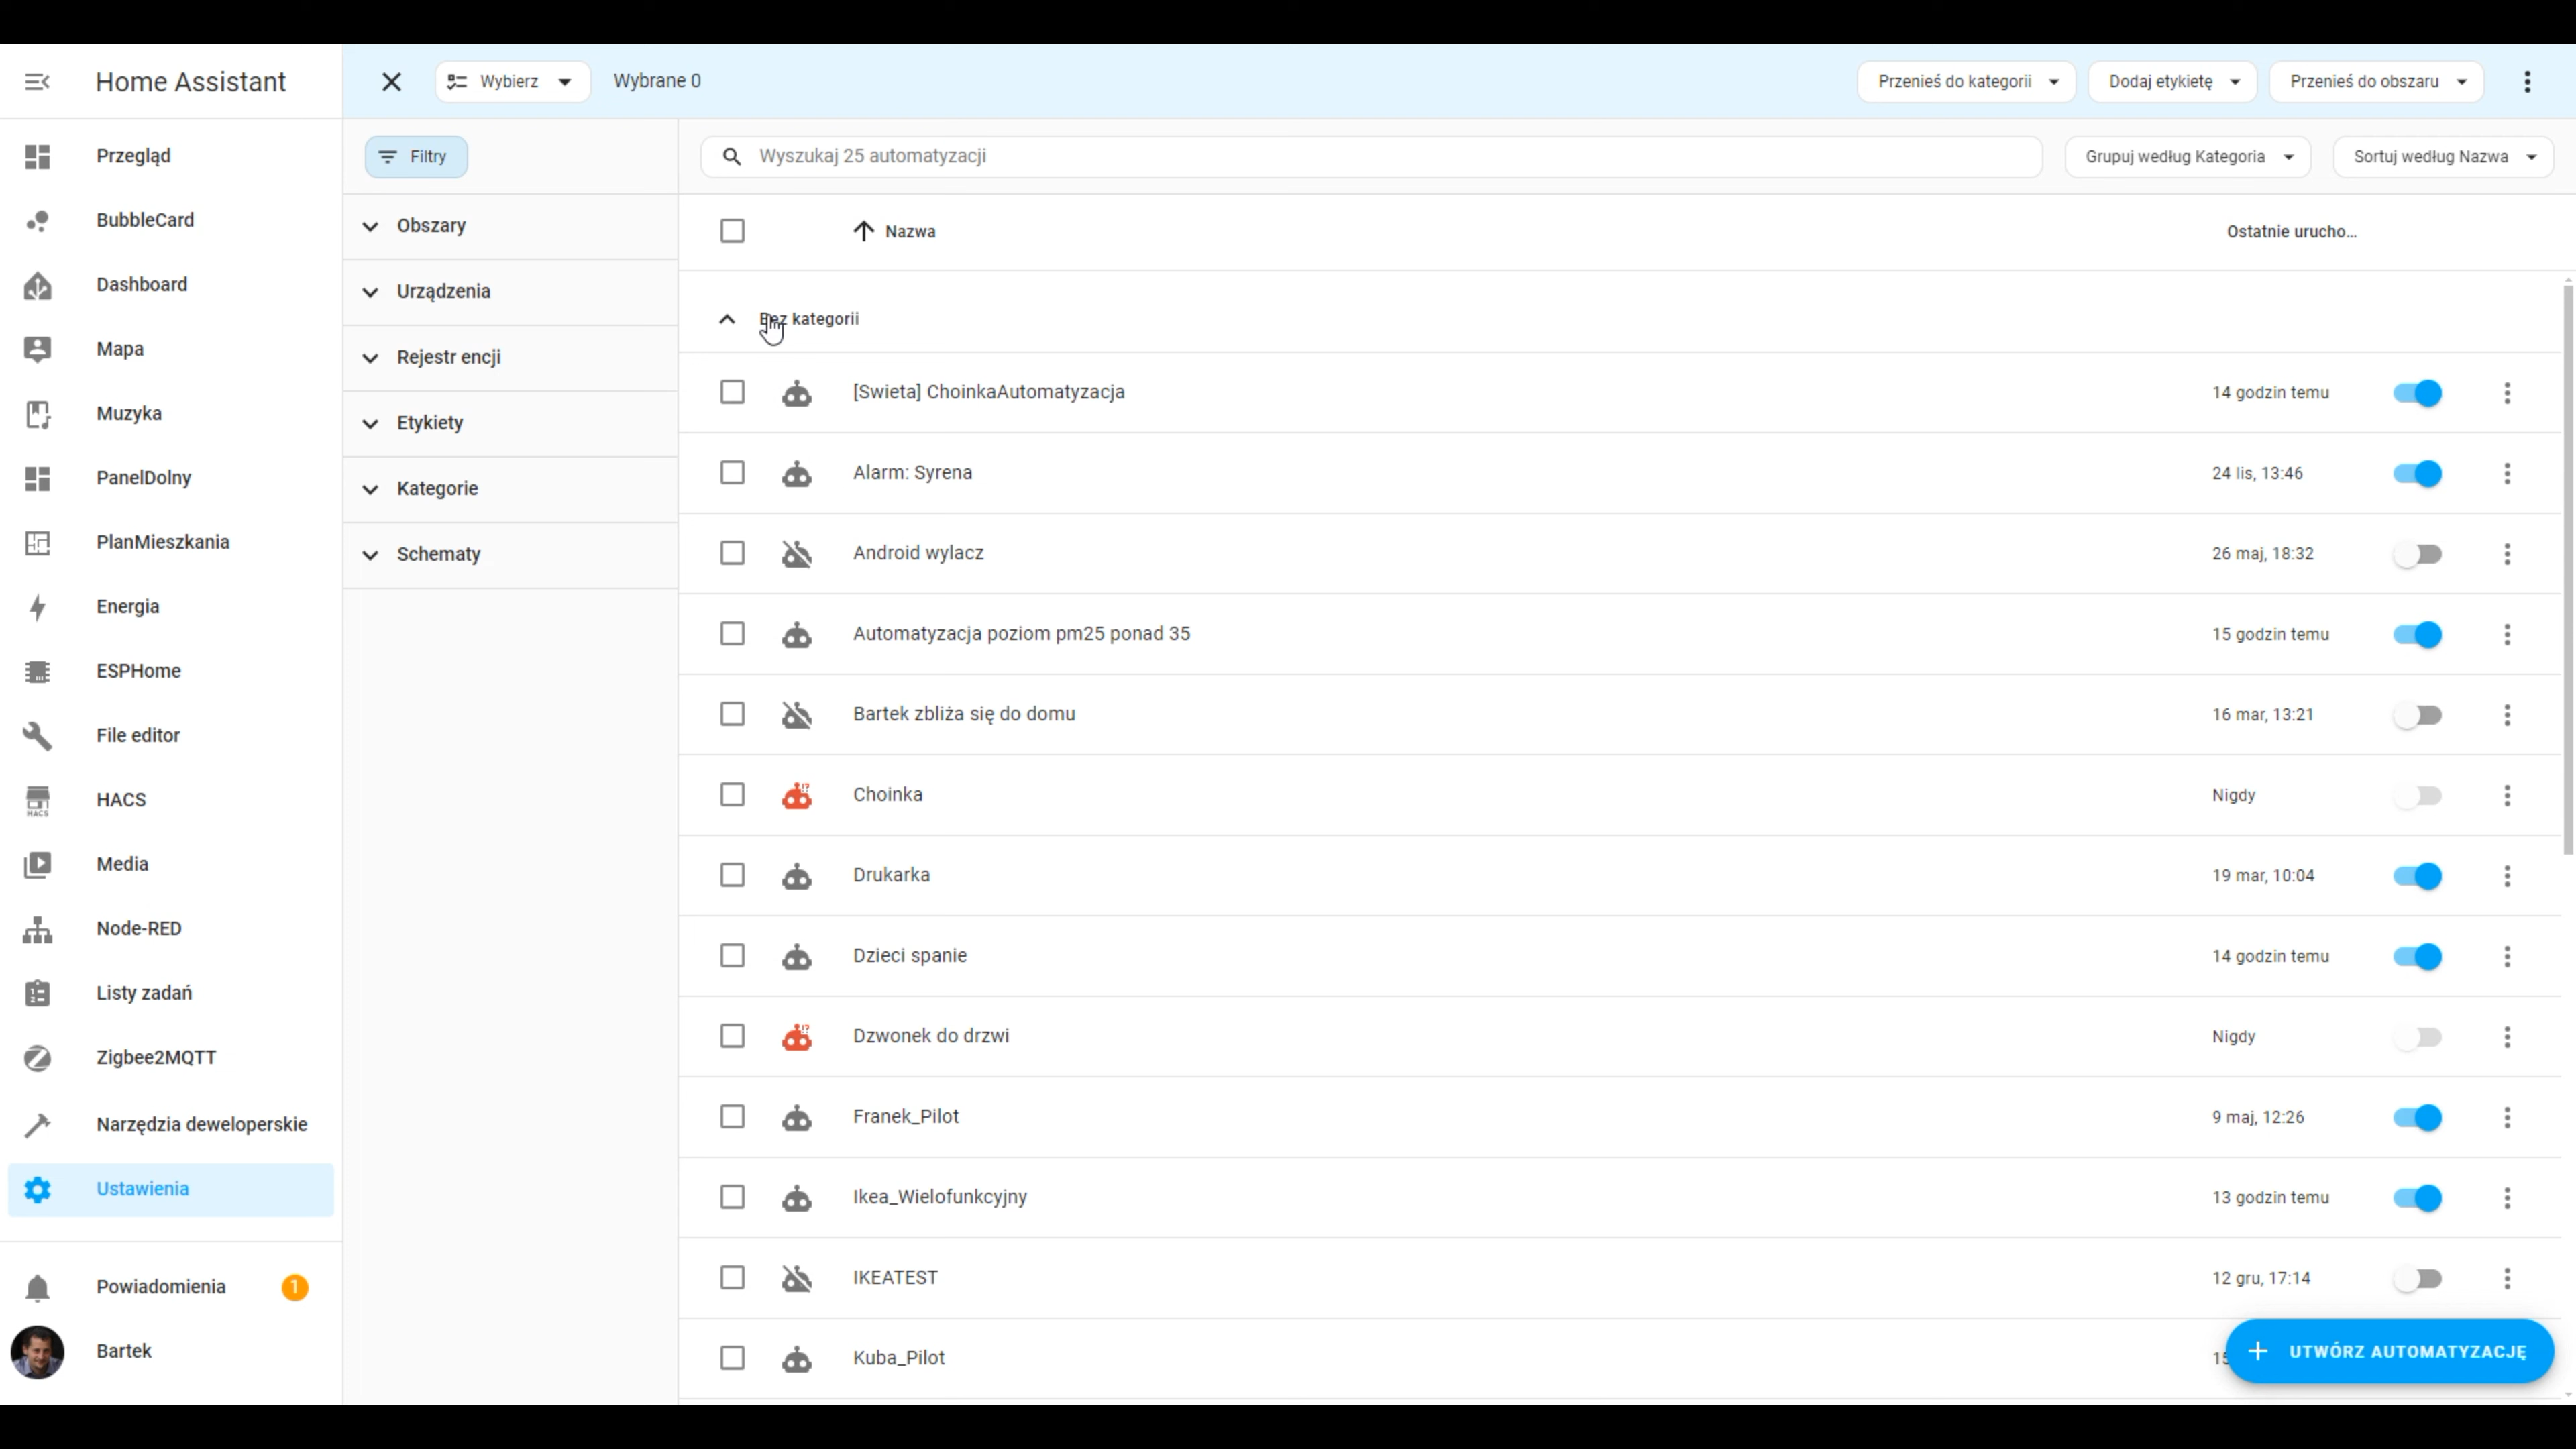 Home Assistant
Wybierz
Wybrane 0
Przenieś do kategorii
Dodaj etykietę
Przenieś do obszaru
Przegląd
BubbleCard
Dashboard
Mapa
Muzyka
PanelDolny
PlanMieszkania
Energia
ESPHome
File editor
HACS
HACS
Media
Node-RED
Listy zadań
Zigbee2MQTT
Narzędzia deweloperskie
Ustawienia
Powiadomienia 1
Bartek
Filtry
Obszary
Urządzenia
Rejestr encji
Etykiety
Kategorie
Schematy
Wyszukaj 25 automatyzacji
Grupuj według Kategoria
Sortuj według Nazwa
Nazwa
Ostatnie urucho...
Bez kategorii
[Swieta] ChoinkaAutomatyzacja 14 godzin temu
Alarm: Syrena 24 lis, 13:46
Android wylacz 26 maj, 18:32
Automatyzacja poziom pm25 ponad 35 15 godzin temu
Bartek zbliża się do domu 16 mar, 13:21
Choinka Nigdy
Drukarka 19 mar, 10:04
Dzieci spanie 14 godzin temu
Dzwonek do drzwi Nigdy
Franek_Pilot 9 maj, 12:26
Ikea_Wielofunkcyjny 13 godzin temu
IKEATEST 12 gru, 17:14
Kuba_Pilot
UTWÓRZ AUTOMATYZACJĘ